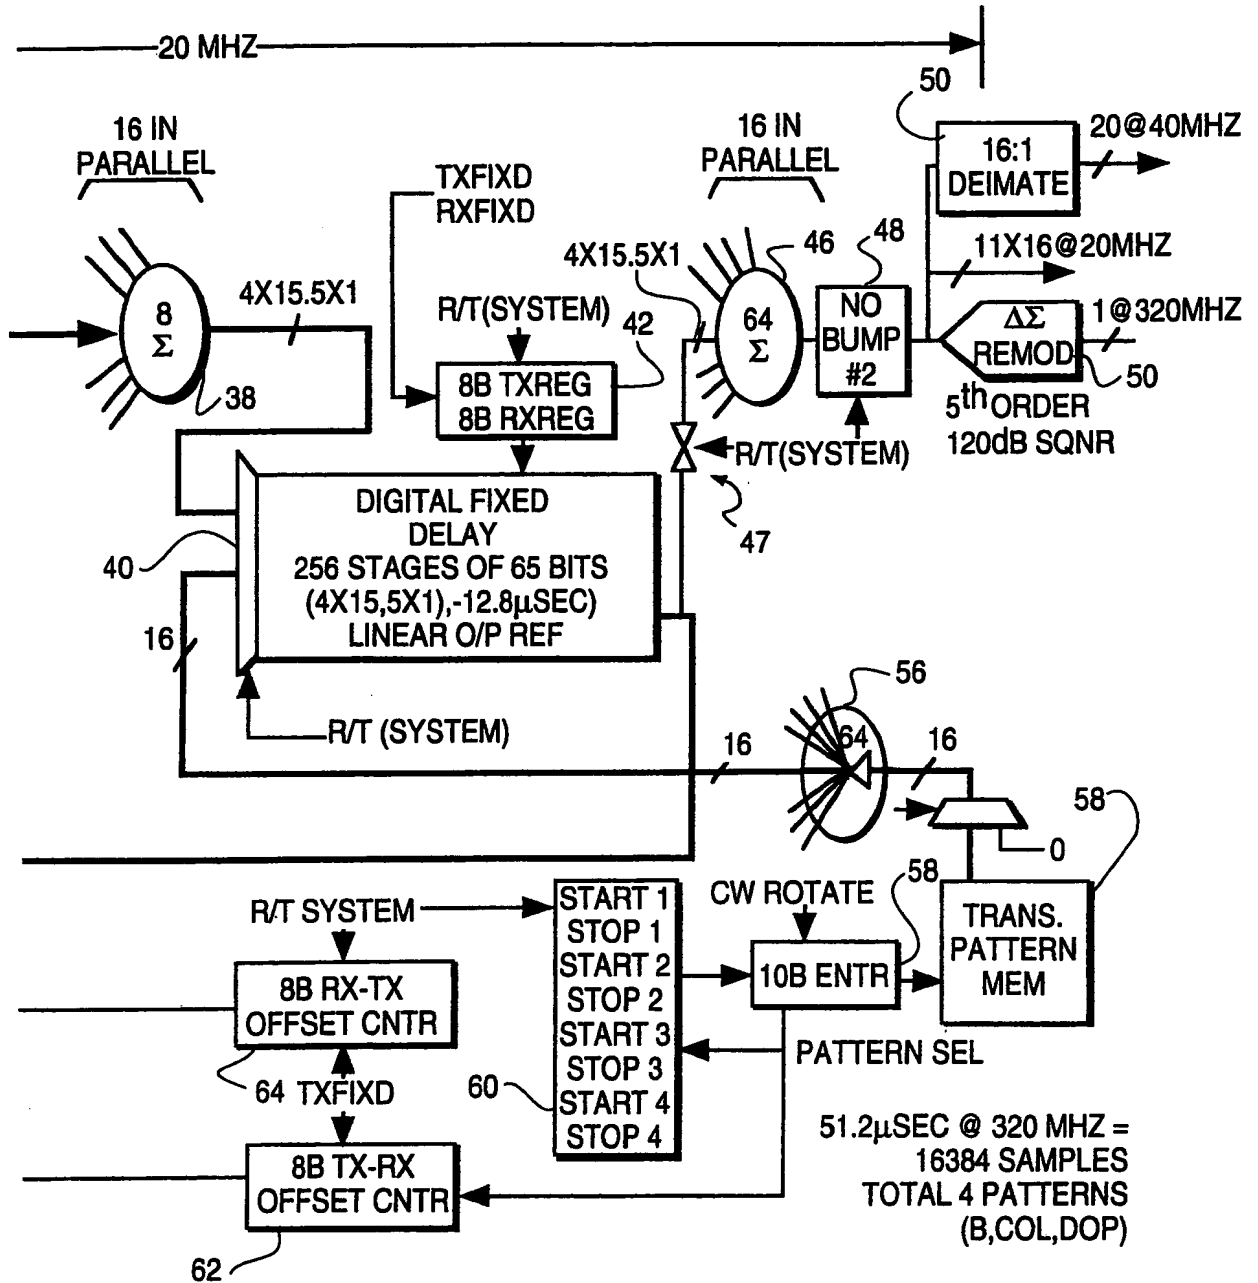 20 MHZ
50
16 IN
PARALLEL
16 IN
PARALLEL
16:1
DEIMATE
20@40MHZ
TXFIXD
RXFIXD
46
48
4X15.5X1
11X16@20MHZ
8
Σ
4X15.5X1
R/T(SYSTEM)
42
64
Σ
NO
BUMP
#2
ΔΣ
REMOD
1@320MHZ
50
38
8B TXREG
8B RXREG
5th ORDER
120dB SQNR
R/T(SYSTEM)
47
40
DIGITAL FIXED
DELAY
256 STAGES OF 65 BITS
(4X15,5X1),-12.8µSEC)
LINEAR O/P REF
16
R/T (SYSTEM)
56
16
64
16
58
0
R/T SYSTEM
START 1
STOP 1
START 2
STOP 2
START 3
STOP 3
START 4
STOP 4
CW ROTATE
58
10B ENTR
TRANS.
PATTERN
MEM
8B RX-TX
OFFSET CNTR
PATTERN SEL
64
TXFIXD
60
8B TX-RX
OFFSET CNTR
62
51.2µSEC @ 320 MHZ =
16384 SAMPLES
TOTAL 4 PATTERNS
(B,COL,DOP)